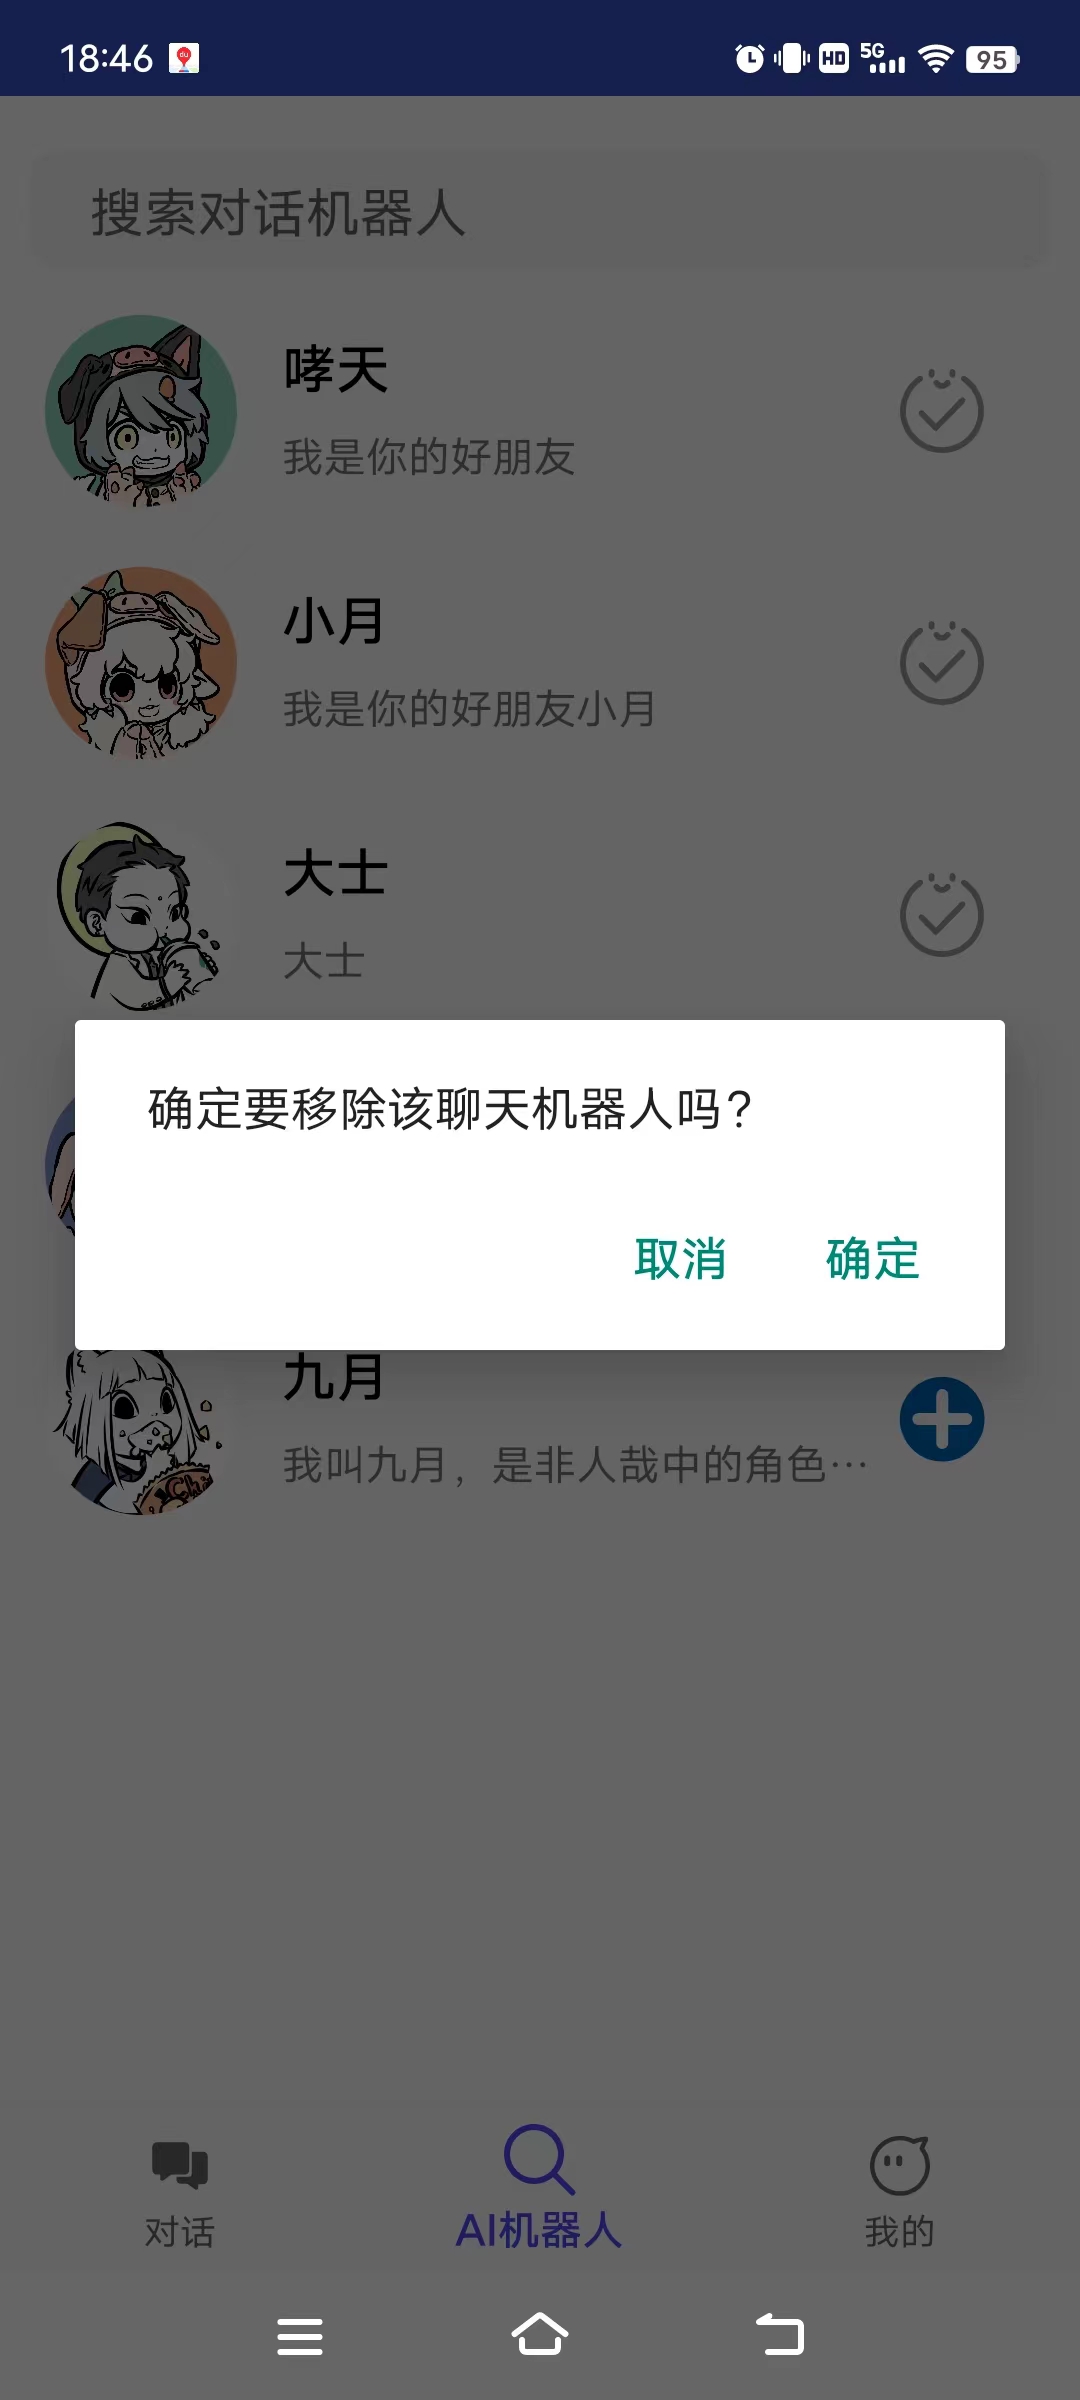 18:46
HD 5G 95
搜索对话机器人
哮天
我是你的好朋友
小月
我是你的好朋友小月
大士
大士
确定要移除该聊天机器人吗?
取消 确定
九月
我叫九月，是非人哉中的角色…
对话 AI机器人 我的